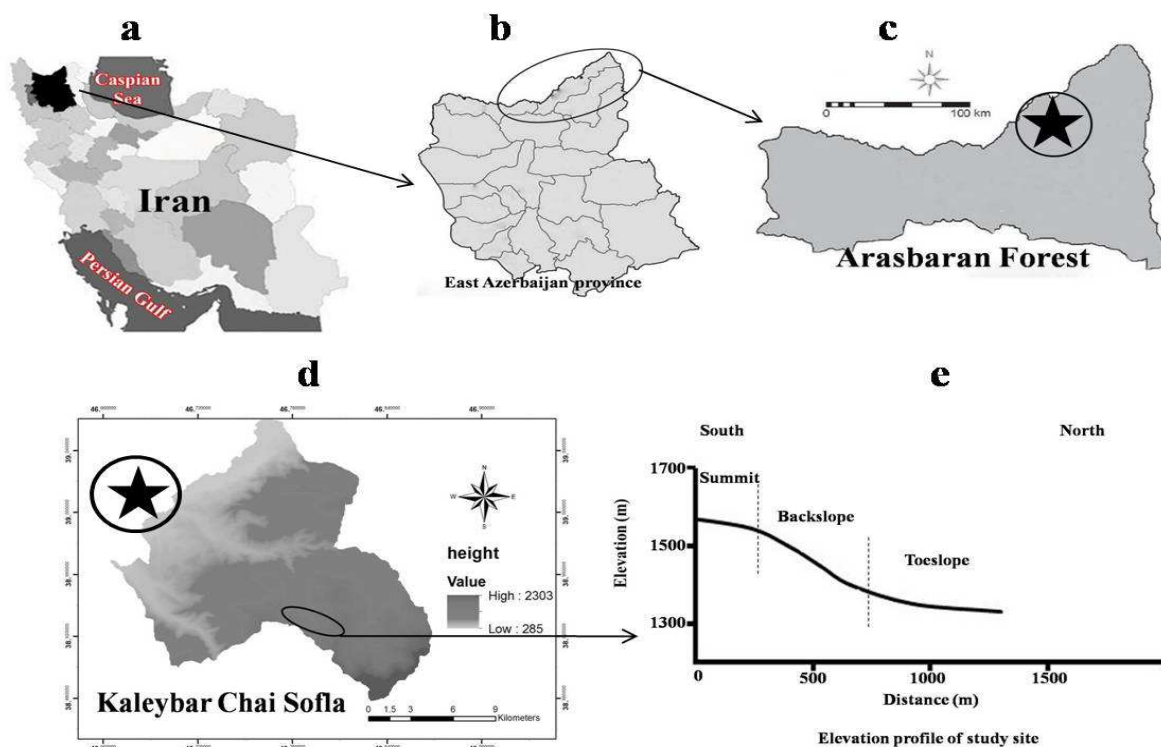 a
b
c
Caspian
Sea
Iran
Persian Gulf
East Azerbaijan province
N
0
100 km
Arasbaran Forest
d
e
N
W
E
S
height
Value
High : 2303
Low : 285
Kaleybar Chai Sofla
0 1.5 3 6 9
Kilometers
South
North
1700
1500
1300
Elevation (m)
Summit
Backslope
Toeslope
0
500
1000
1500
Distance (m)
Elevation profile of study site